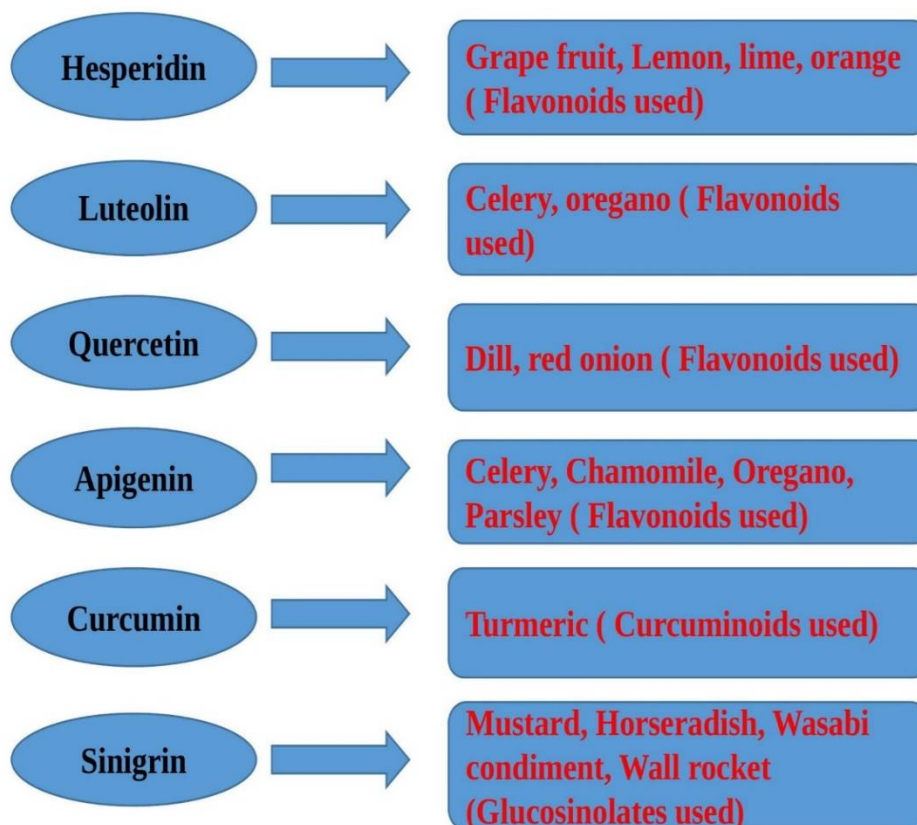 Hesperidin
Grape fruit, Lemon, lime, orange
( Flavonoids used)
Luteolin
Celery, oregano ( Flavonoids
used)
Quercetin
Dill, red onion ( Flavonoids used)
Apigenin
Celery, Chamomile, Oregano,
Parsley ( Flavonoids used)
Curcumin
Turmeric ( Curcuminoids used)
Sinigrin
Mustard, Horseradish, Wasabi
condiment, Wall rocket
(Glucosinolates used)